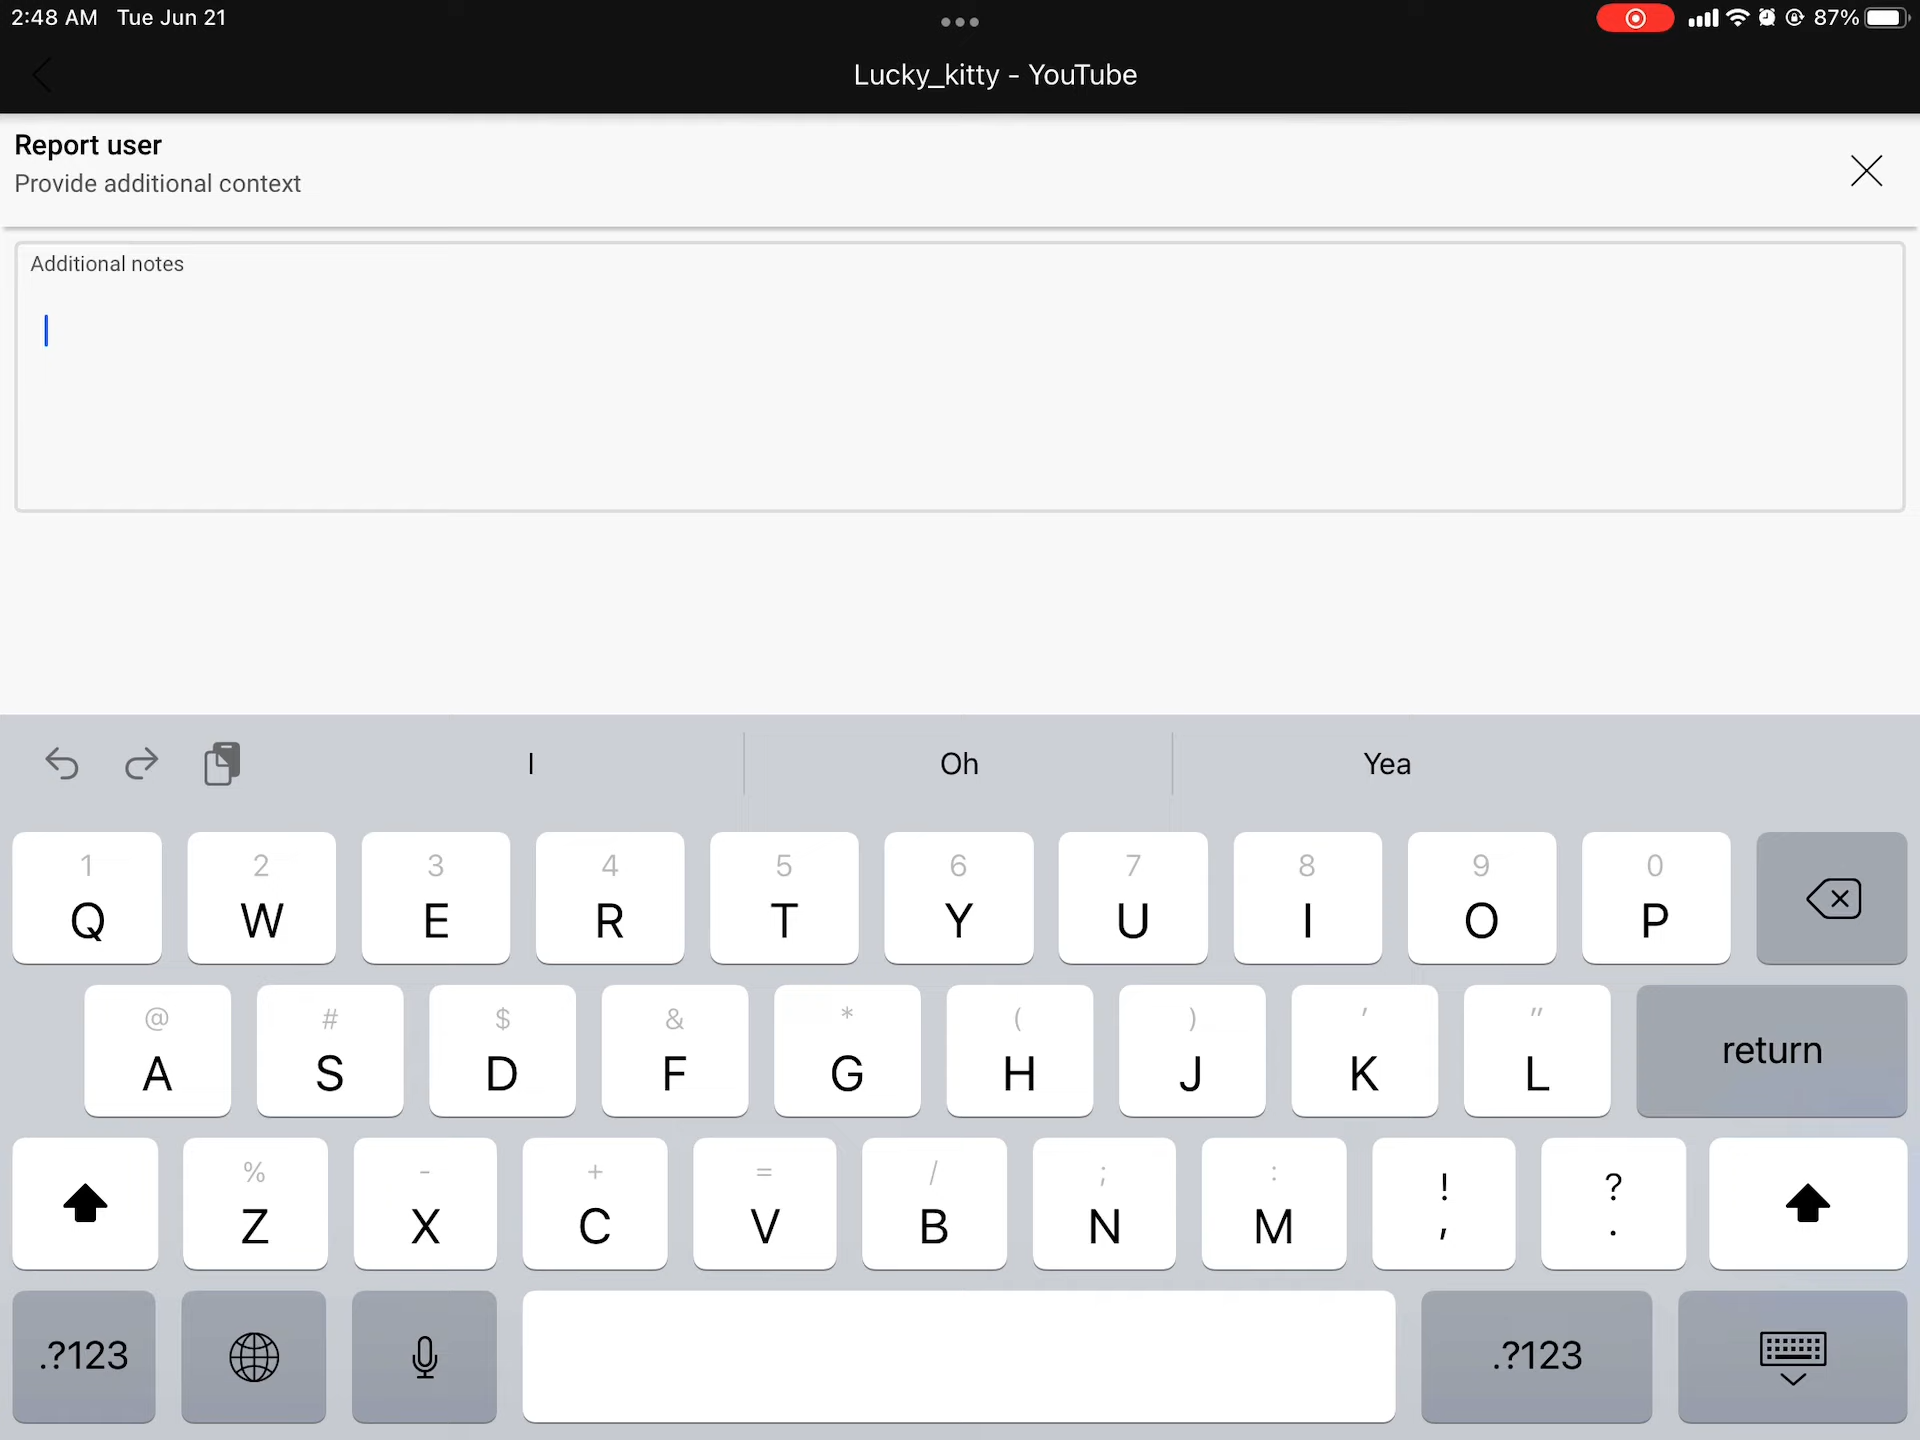 2:48 AM Tue Jun 21 87%
Lucky_kitty - YouTube
Report user
Provide additional context
Additional notes
I Oh Yea
1 2 3 4 5 6 7 8 9 0
Q W E R T Y U I O P
@ # $ & * ( ) ' "
A S D F G H J K L return
% - + = / ; : ! ?
Z X C V B N M , .
.?123 .?123